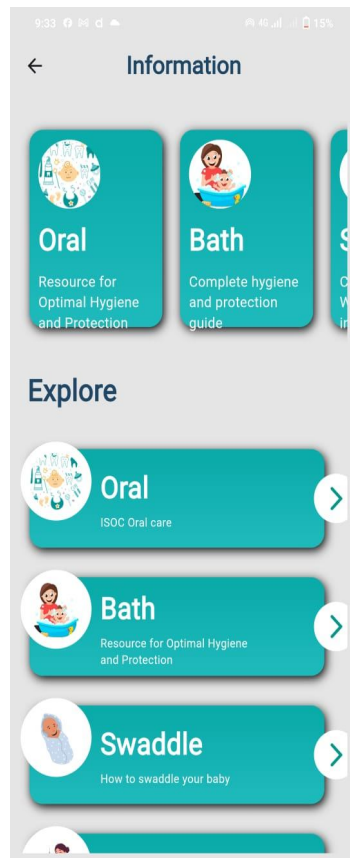 9:33
4G 15%
Information
Oral
Resource for
Optimal Hygiene
and Protection
Bath
Complete hygiene
and protection
guide
Explore
Oral
ISOC Oral care
Bath
Resource for Optimal Hygiene
and Protection
Swaddle
How to swaddle your baby